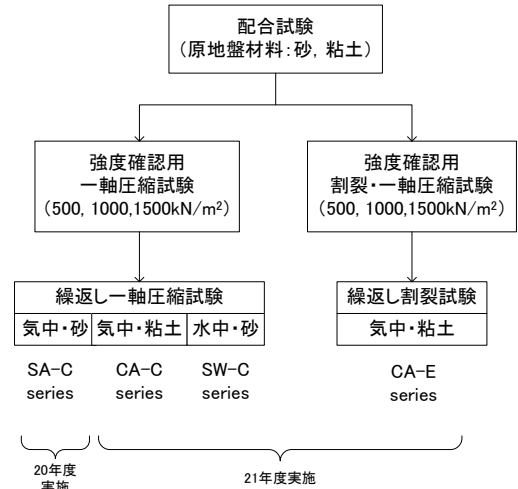 配合試験
(原地盤材料:砂, 粘土)
強度確認用
一軸圧縮試験
(500, 1000,1500kN/m²)
強度確認用
割裂・一軸圧縮試験
(500, 1000,1500kN/m²)
繰返し一軸圧縮試験
気中・砂 気中・粘土 水中・砂
繰返し割裂試験
気中・粘土
SA-C
series
CA-C
series
SW-C
series
CA-E
series
20年度
実施
21年度実施